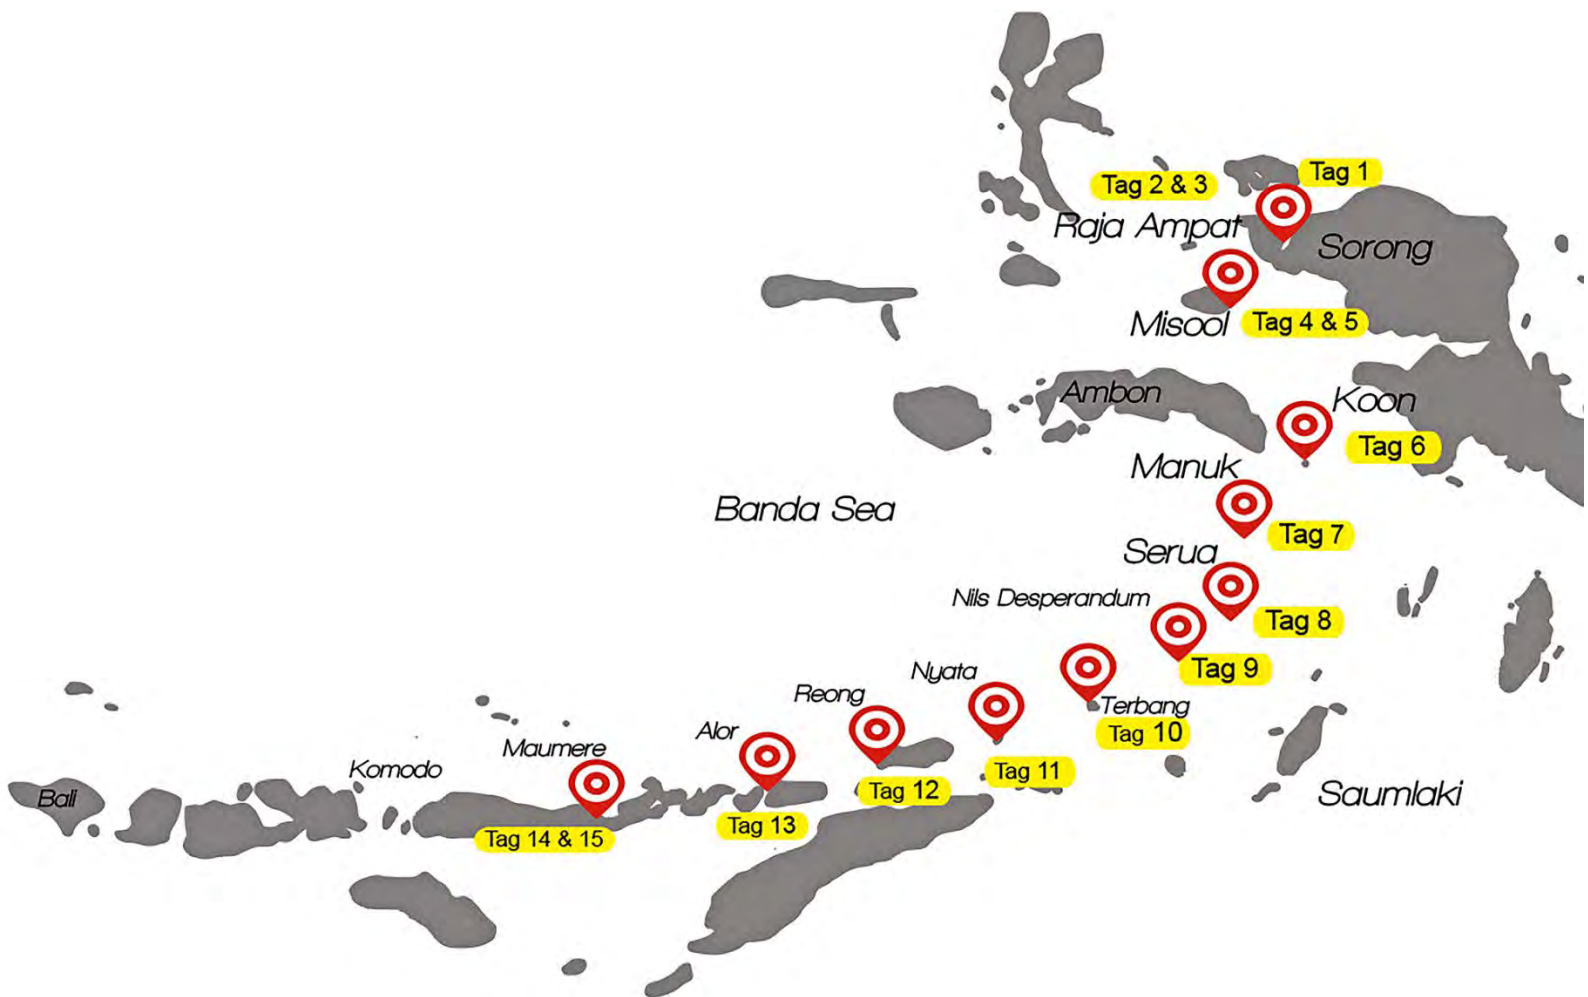 Tag 1
Tag 2 & 3
Raja Ampat
Sorong
Misool
Tag 4 & 5
Ambon
Koon
Tag 6
Manuk
Banda Sea
Tag 7
Serua
Nils Desperandum
Tag 8
Tag 9
Nyata
Reong
Terbang
Tag 10
Alor
Maumere
Komodo
Tag 11
Bali
Tag 12
Saumlaki
Tag 13
Tag 14 & 15